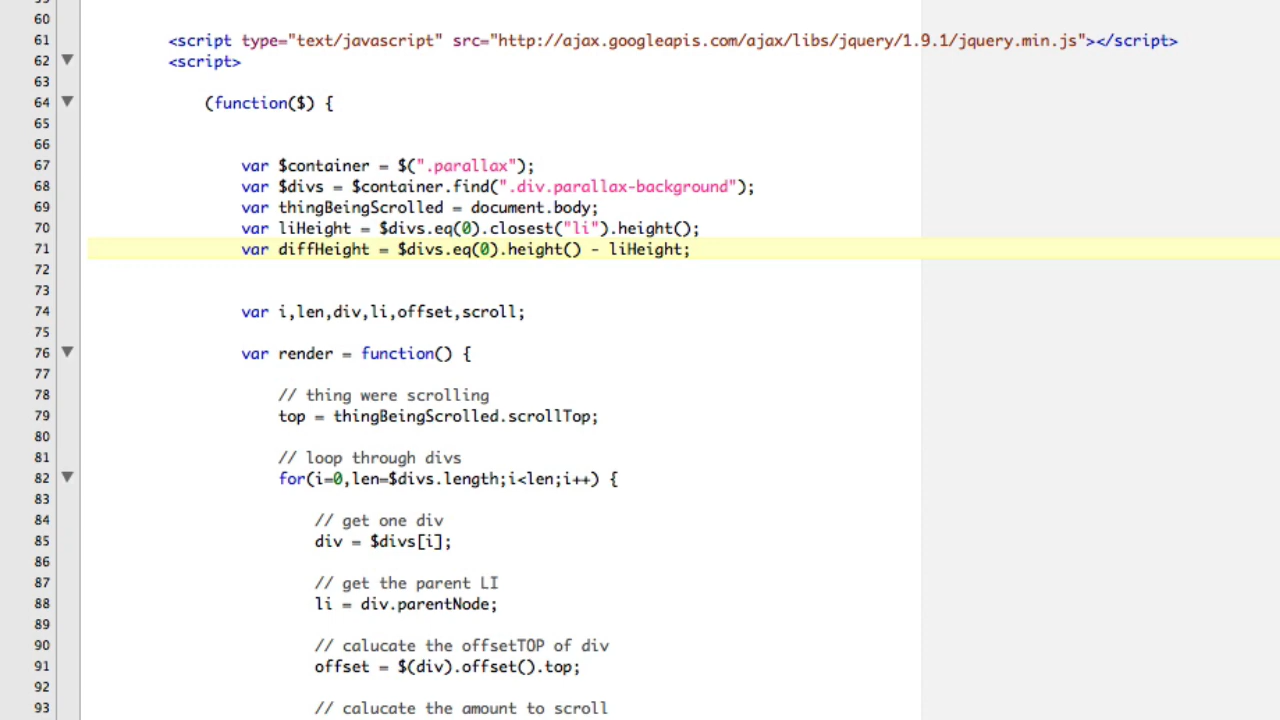 60
61 <script type="text/javascript" src="http://ajax.googleapis.com/ajax/libs/jquery/1.9.1/jquery.min.js"></script>
62 <script>
63
64 (function($) {
65
66
67 var $container = $(".parallax");
68 var $divs = $container.find(".div.parallax-background");
69 var thingBeingScrolled = document.body;
70 var liHeight = $divs.eq(0).closest("li").height();
71 var diffHeight = $divs.eq(0).height() - liHeight;
72
73
74 var i,len,div,li,offset,scroll;
75
76 var render = function() {
77
78 // thing were scrolling
79 top = thingBeingScrolled.scrollTop;
80
81 // loop through divs
82 for(i=0,len=$divs.length;i<len;i++) {
83
84 // get one div
85 div = $divs[i];
86
87 // get the parent LI
88 li = div.parentNode;
89
90 // calucate the offsetTOP of div
91 offset = $(div).offset().top;
92
93 // calucate the amount to scroll